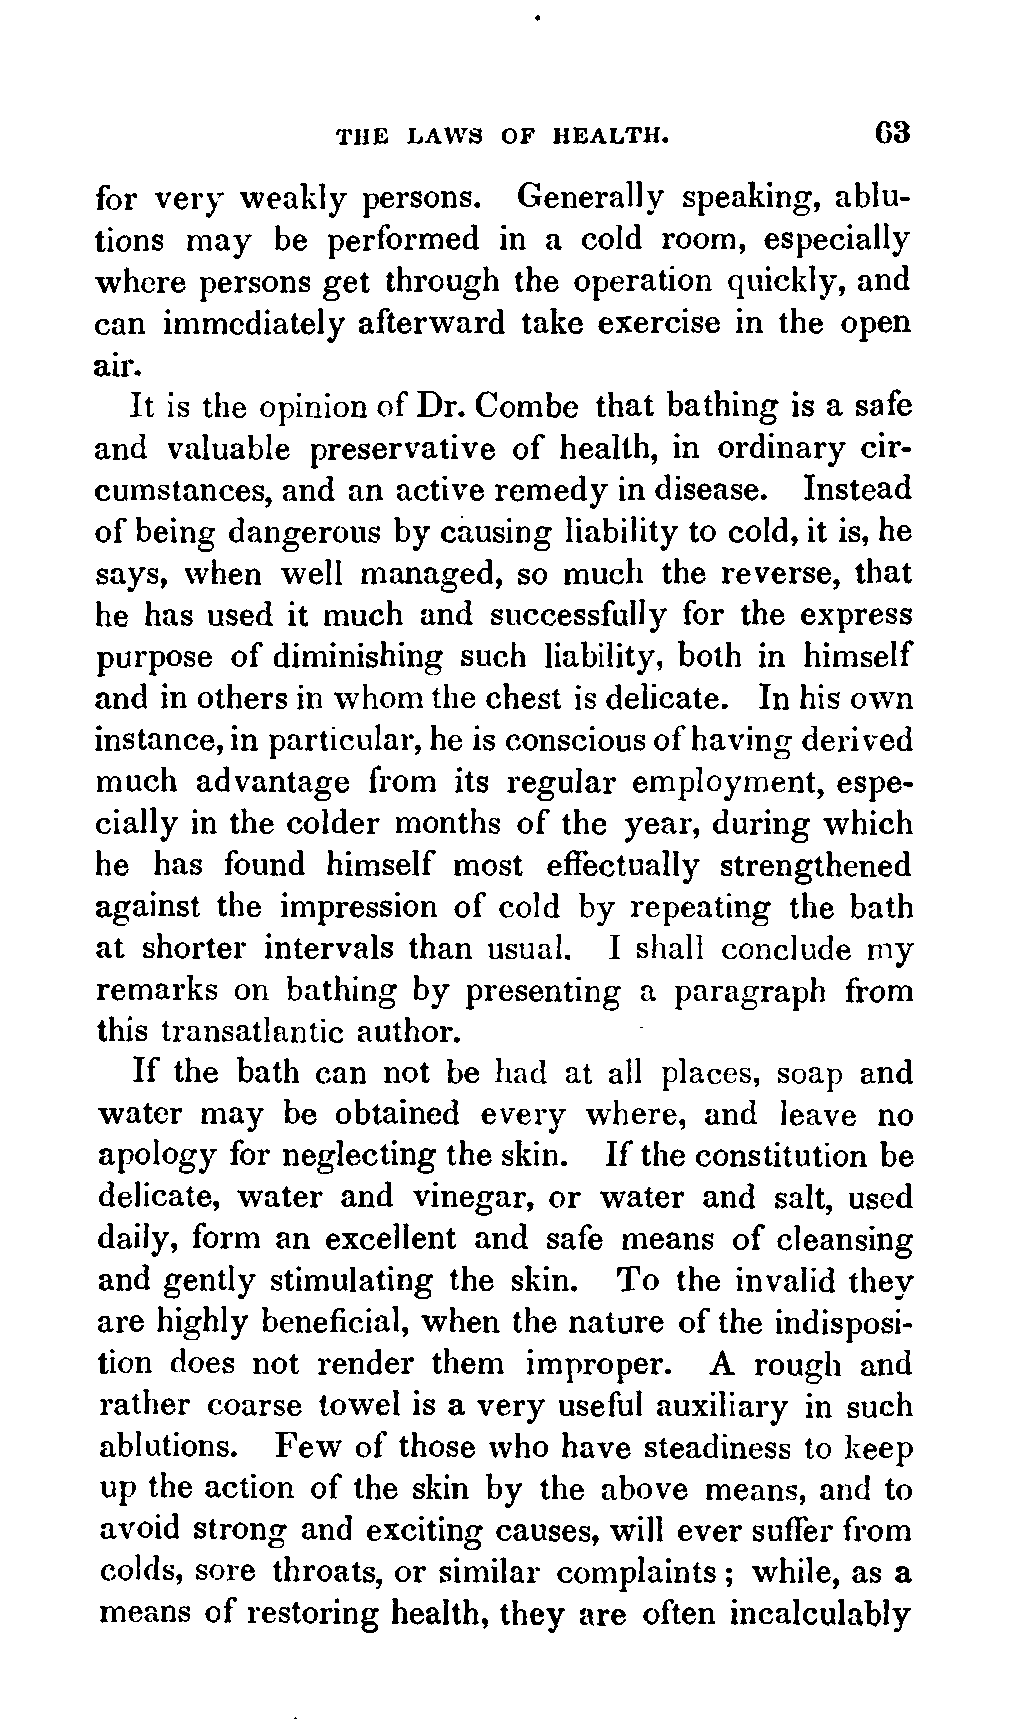 THE LAWS OF HEALTH. 63
for very weakly persons. Generally speaking, ablu-
tions may be performed in a cold room, especially
where persons get through the operation quickly, and
can immediately afterward take exercise in the open
air.
It is the opinion of Dr. Combe that bathing is a safe
and valuable preservative of health, in ordinary cir-
cumstances, and an active remedy in disease. Instead
of being dangerous by causing liability to cold, it is, he
says, when well managed, so much the reverse, that
he has used it much and successfully for the express
purpose of diminishing such liability, both in himself
and in others in whom the chest is delicate. In his own
instance, in particular, he is conscious of having derived
much advantage from its regular employment, espe-
cially in the colder months of the year, during which
he has found himself most effectually strengthened
against the impression of cold by repeating the bath
at shorter intervals than usual. I shall conclude my
remarks on bathing by presenting a paragraph from
this transatlantic author.
If the bath can not be had at all places, soap and
water may be obtained every where, and leave no
apology for neglecting the skin. If the constitution be
delicate, water and vinegar, or water and salt, used
daily, form an excellent and safe means of cleansing
and gently stimulating the skin. To the invalid they
are highly beneficial, when the nature of the indisposi-
tion does not render them improper. A rough and
rather coarse towel is a very useful auxiliary in such
ablutions. Few of those who have steadiness to keep
up the action of the skin by the above means, and to
avoid strong and exciting causes, will ever suffer from
colds, sore throats, or similar complaints ; while, as a
means of restoring health, they are often incalculably